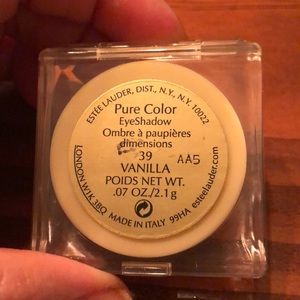 ESTÉE LAUDER, DIST., N.Y., N.Y. 10022
Pure Color
EyeShadow
Ombre à paupières
dimensions
39
AA5
VANILLA
POIDS NET WT.
.07 OZ./2.1g
LONDON W1K 3BQ MADE IN ITALY 99HA esteelauder.com